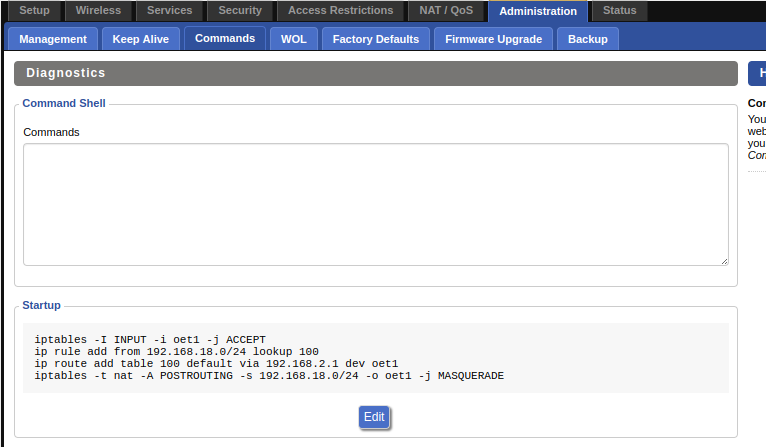 Setup Wireless Services Security Access Restrictions NAT / QoS Administration Status
Management Keep Alive Commands WOL Factory Defaults Firmware Upgrade Backup
Diagnostics
Command Shell
Commands
Startup
iptables -I INPUT -i oet1 -j ACCEPT
ip rule add from 192.168.18.0/24 lookup 100
ip route add table 100 default via 192.168.2.1 dev oet1
iptables -t nat -A POSTROUTING -s 192.168.18.0/24 -o oet1 -j MASQUERADE
Edit
You
you